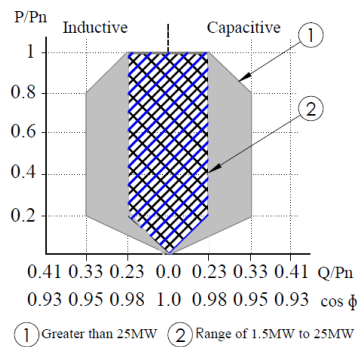 P/Pn
Inductive Capacitive
1
1
0.8
2
0.6
0.4
0.2
0.41 0.33 0.23 0.0 0.23 0.33 0.41 Q/Pn
0.93 0.95 0.98 1.0 0.98 0.95 0.93 cos ϕ
1 Greater than 25MW 2 Range of 1.5MW to 25MW